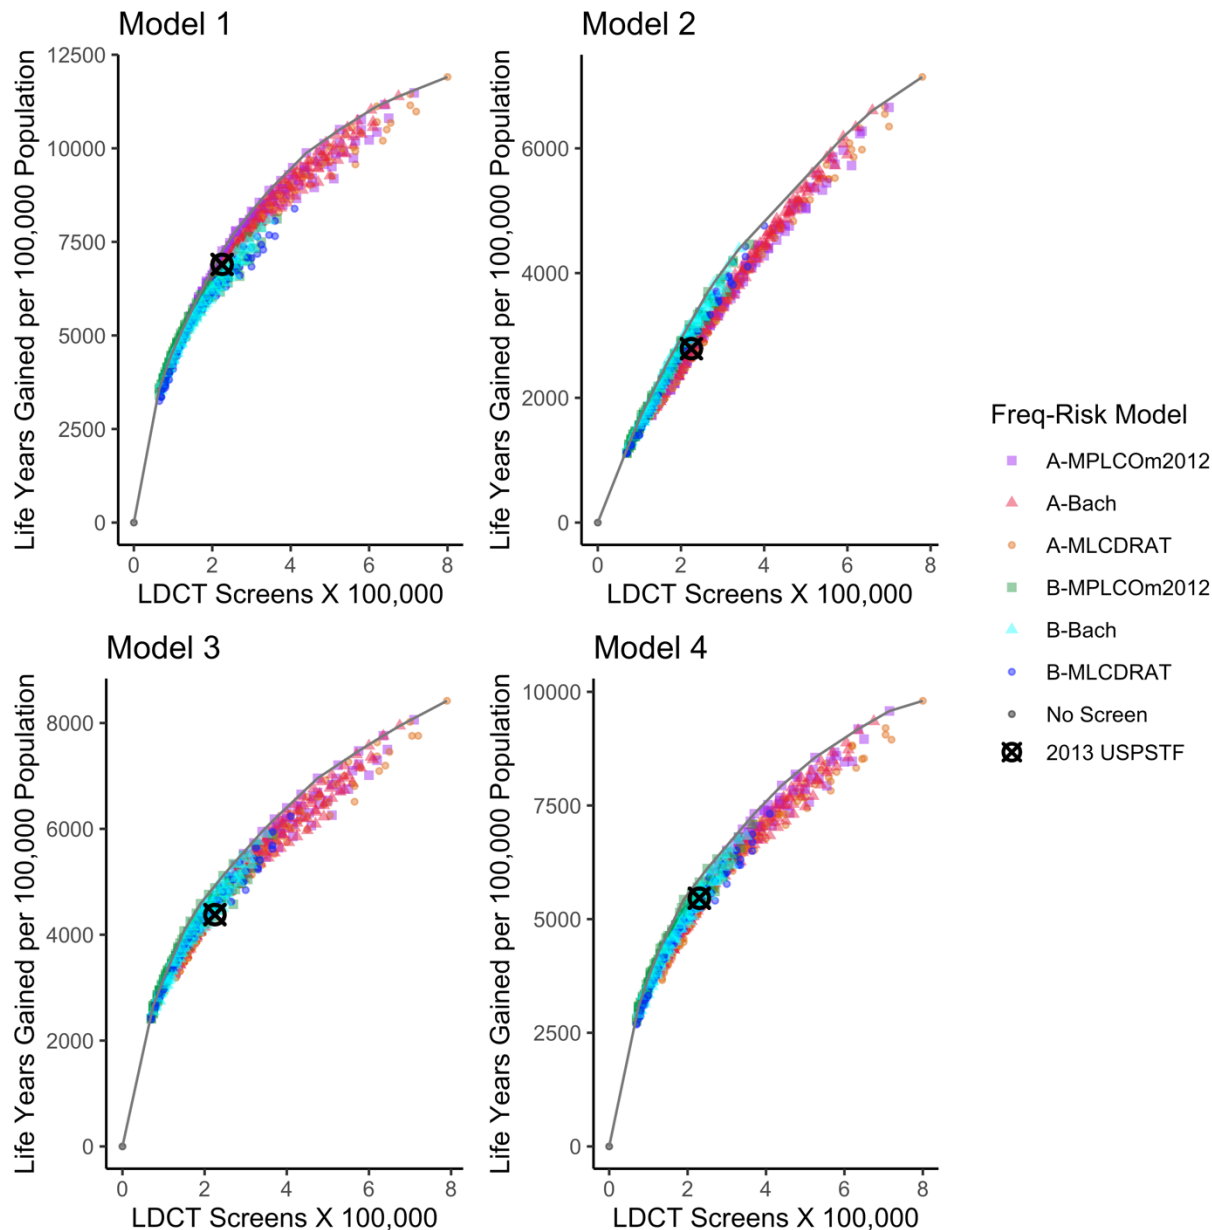 Model 1
Life Years Gained per 100,000 Population
12500
10000
7500
5000
2500
0
0 2 4 6 8
LDCT Screens X 100,000
Model 2
Life Years Gained per 100,000 Population
6000
4000
2000
0
0 2 4 6 8
LDCT Screens X 100,000
Model 3
Life Years Gained per 100,000 Population
8000
6000
4000
2000
0
0 2 4 6 8
LDCT Screens X 100,000
Model 4
Life Years Gained per 100,000 Population
10000
7500
5000
2500
0
0 2 4 6 8
LDCT Screens X 100,000
Freq-Risk Model
A-MPLCOm2012
A-Bach
A-MLCDRAT
B-MPLCOm2012
B-Bach
B-MLCDRAT
No Screen
2013 USPSTF